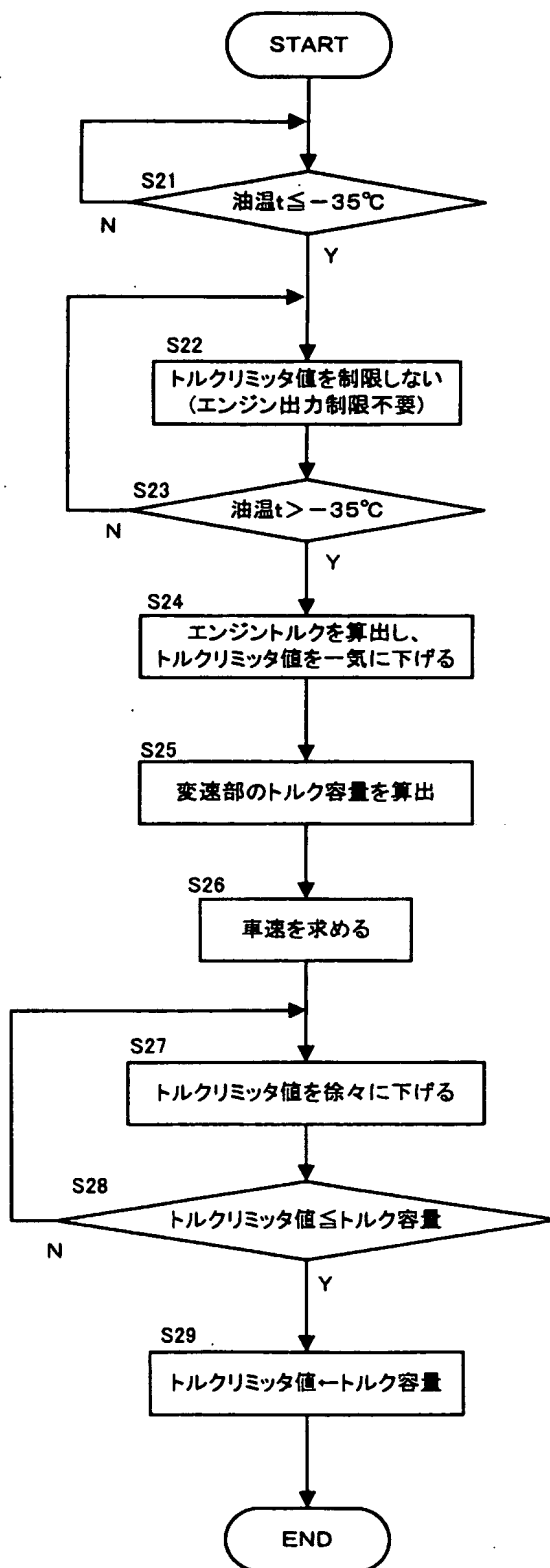 START
S21
油温t≦－35℃
N
Y
S22
トルクリミッタ値を制限しない
(エンジン出力制限不要)
S23
油温t＞－35℃
N
Y
S24
エンジントルクを算出し、
トルクリミッタ値を一気に下げる
S25
変速部のトルク容量を算出
S26
車速を求める
S27
トルクリミッタ値を徐々に下げる
S28
トルクリミッタ値≦トルク容量
N
Y
S29
トルクリミッタ値←トルク容量
END